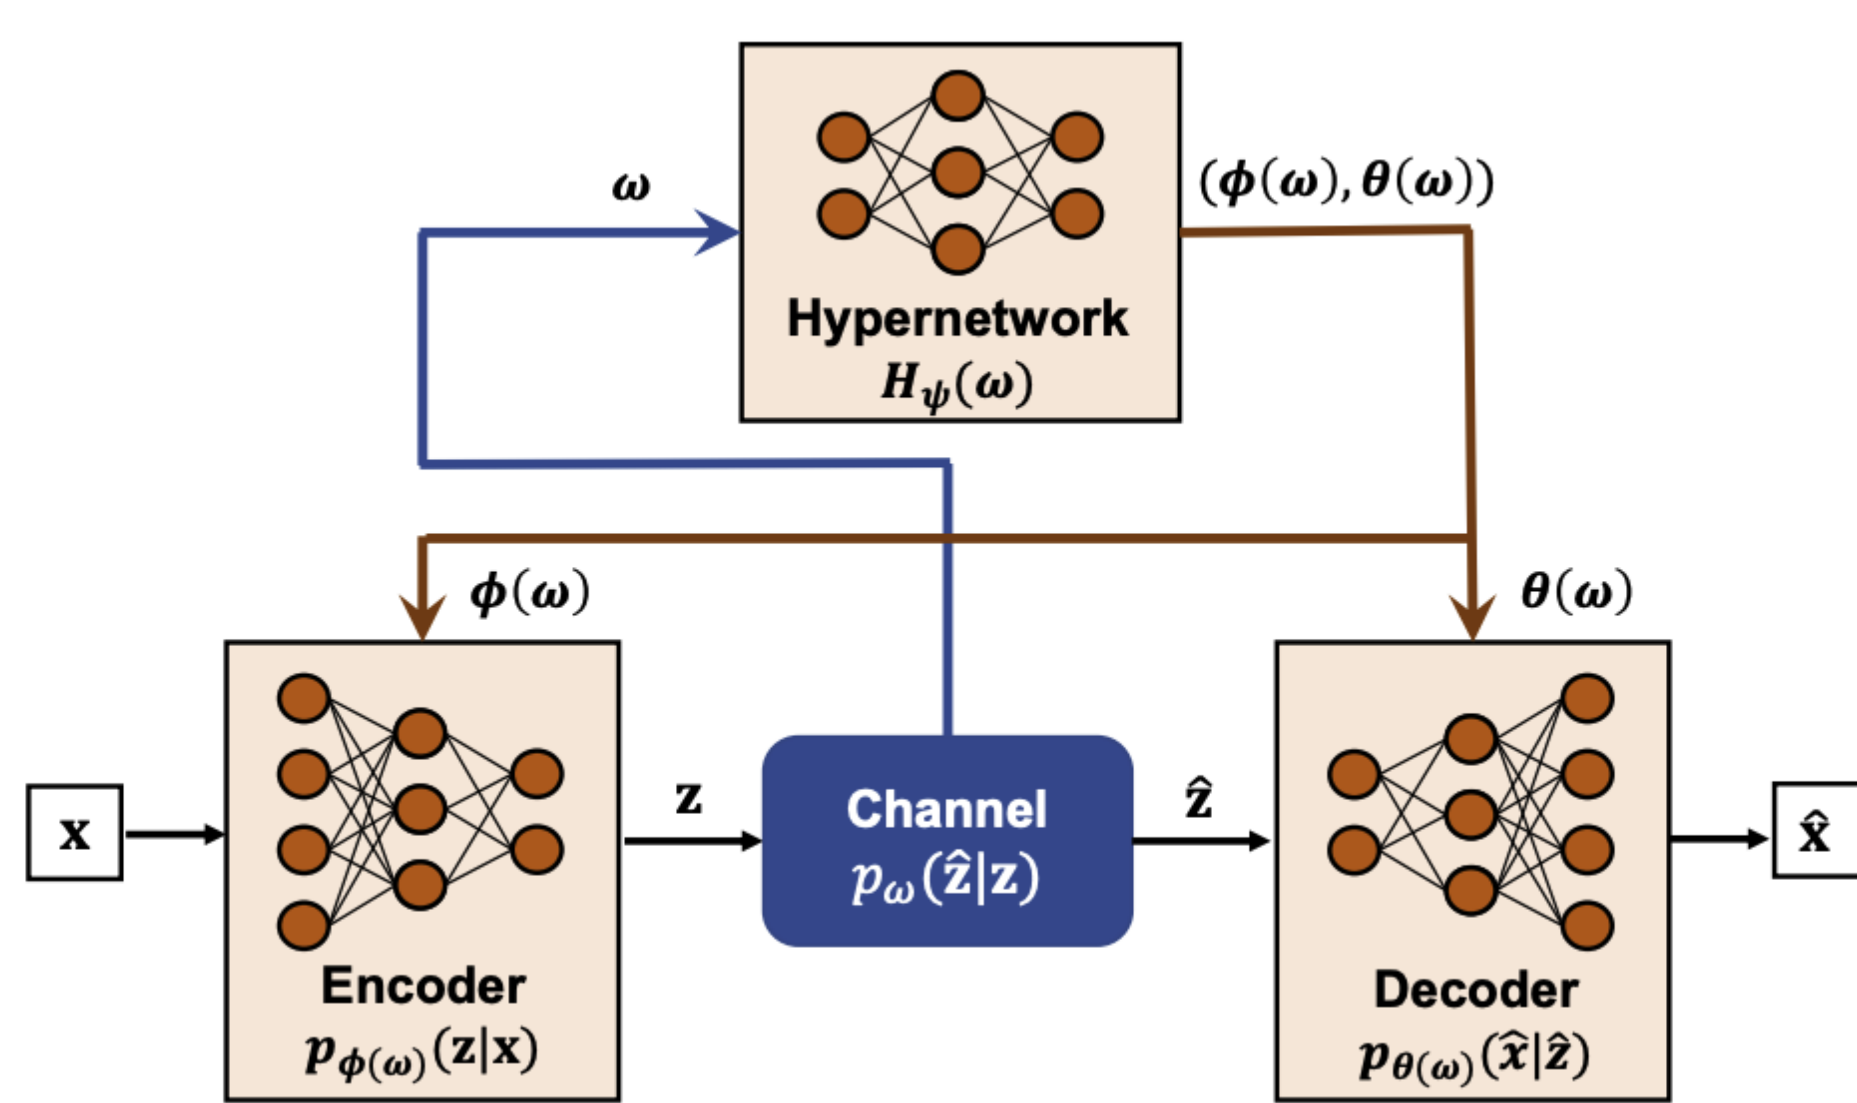 ω
(ϕ(ω), θ(ω))
Hypernetwork
H_ψ(ω)
ϕ(ω)
θ(ω)
x
z
Channel
p_ω(ẑ|z)
ẑ
x̂
Encoder
p_ϕ(ω)(z|x)
Decoder
p_θ(ω)(x̂|ẑ)